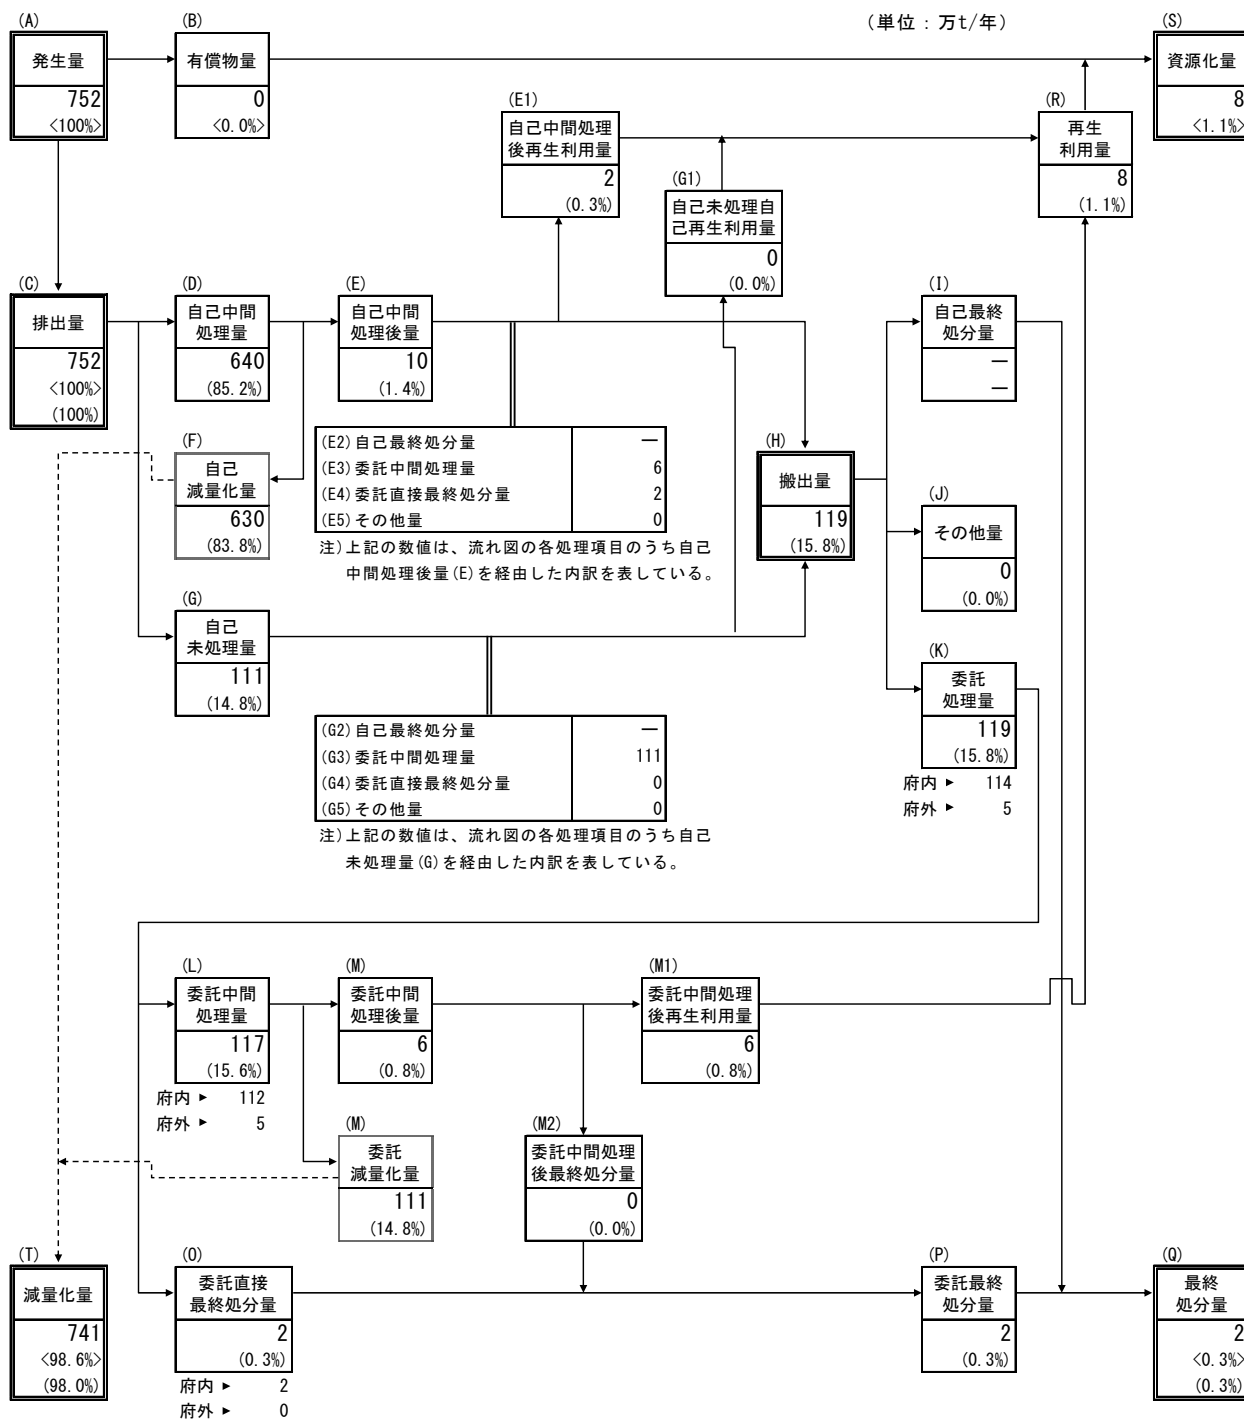 (単位：万t/年)
(A)
発生量
752
<100%>
(B)
有償物量
0
<0.0%>
(S)
資源化量
8
<1.1%>
(E1)
自己中間処理
後再生利用量
2
(0.3%)
(G1)
自己未処理自
己再生利用量
0
(0.0%)
(R)
再生
利用量
8
(1.1%)
(C)
排出量
752
<100%>
(100%)
(D)
自己中間
処理量
640
(85.2%)
(E)
自己中間
処理後量
10
(1.4%)
(I)
自己最終
処分量
—
—
(F)
自己
減量化量
630
(83.8%)
(E2)自己最終処分量 —
(E3)委託中間処理量 6
(E4)委託直接最終処分量 2
(E5)その他量 0
注)上記の数値は、流れ図の各処理項目のうち自己
中間処理後量(E)を経由した内訳を表している。
(H)
搬出量
119
(15.8%)
(J)
その他量
0
(0.0%)
(G)
自己
未処理量
111
(14.8%)
(G2)自己最終処分量 —
(G3)委託中間処理量 111
(G4)委託直接最終処分量 0
(G5)その他量 0
注)上記の数値は、流れ図の各処理項目のうち自己
未処理量(G)を経由した内訳を表している。
(K)
委託
処理量
119
(15.8%)
府内► 114
府外► 5
(L)
委託中間
処理量
117
(15.6%)
府内► 112
府外► 5
(M)
委託中間
処理後量
6
(0.8%)
(M1)
委託中間処理
後再生利用量
6
(0.8%)
(M)
委託
減量化量
111
(14.8%)
(M2)
委託中間処理
後最終処分量
0
(0.0%)
(T)
減量化量
741
<98.6%>
(98.0%)
(O)
委託直接
最終処分量
2
(0.3%)
府内► 2
府外► 0
(P)
委託最終
処分量
2
(0.3%)
(Q)
最終
処分量
2
<0.3%>
(0.3%)